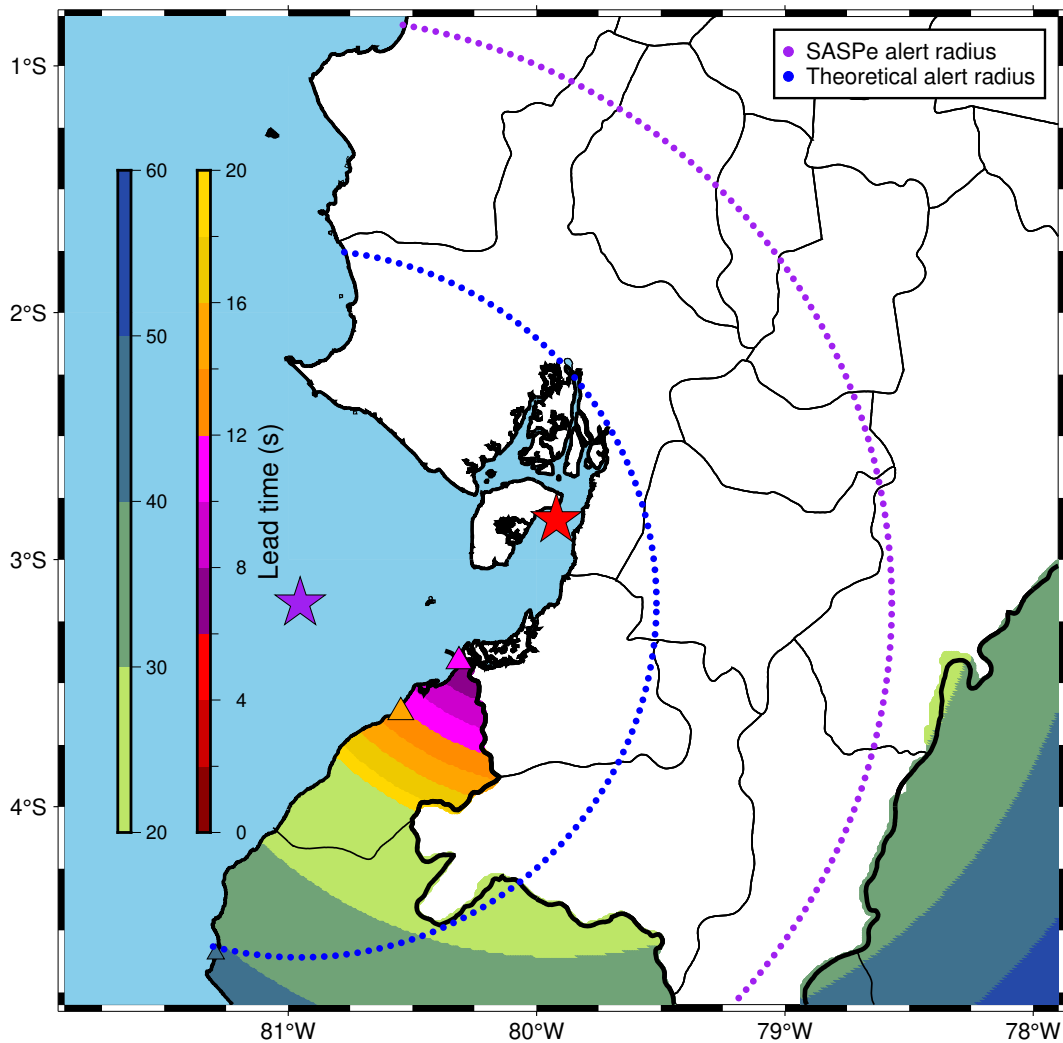 SASPe alert radius
Theoretical alert radius
1°S
2°S
3°S
4°S
60
50
40
30
20
20
16
12
8
4
0
Lead time (s)
81°W
80°W
79°W
78°W